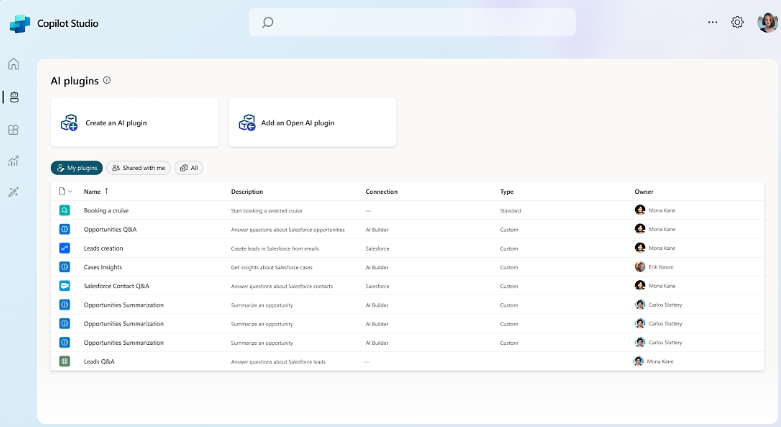 Copilot Studio
AI plugins
Create an AI plugin
Add an Open AI plugin
My plugins Shared with me All
Name ↑ Description Connection Type Owner
Booking a cruise Start booking a selected cruise — Standard Mona Kane
Opportunities Q&A Answer questions about Salesforce opportunities AI Builder Custom Mona Kane
Leads creation Create leads in Salesforce from emails Salesforce Custom Mona Kane
Cases Insights Get insights about Salesforce cases AI Builder Custom Erik Nason
Salesforce Contact Q&A Answer questions about Salesforce contacts Salesforce Custom Mona Kane
Opportunities Summarization Summarize an opportunity AI Builder Custom Carlos Slattery
Opportunities Summarization Summarize an opportunity AI Builder Custom Carlos Slattery
Opportunities Summarization Summarize an opportunity AI Builder Custom Carlos Slattery
Leads Q&A Answer questions about Salesforce leads — Mona Kane